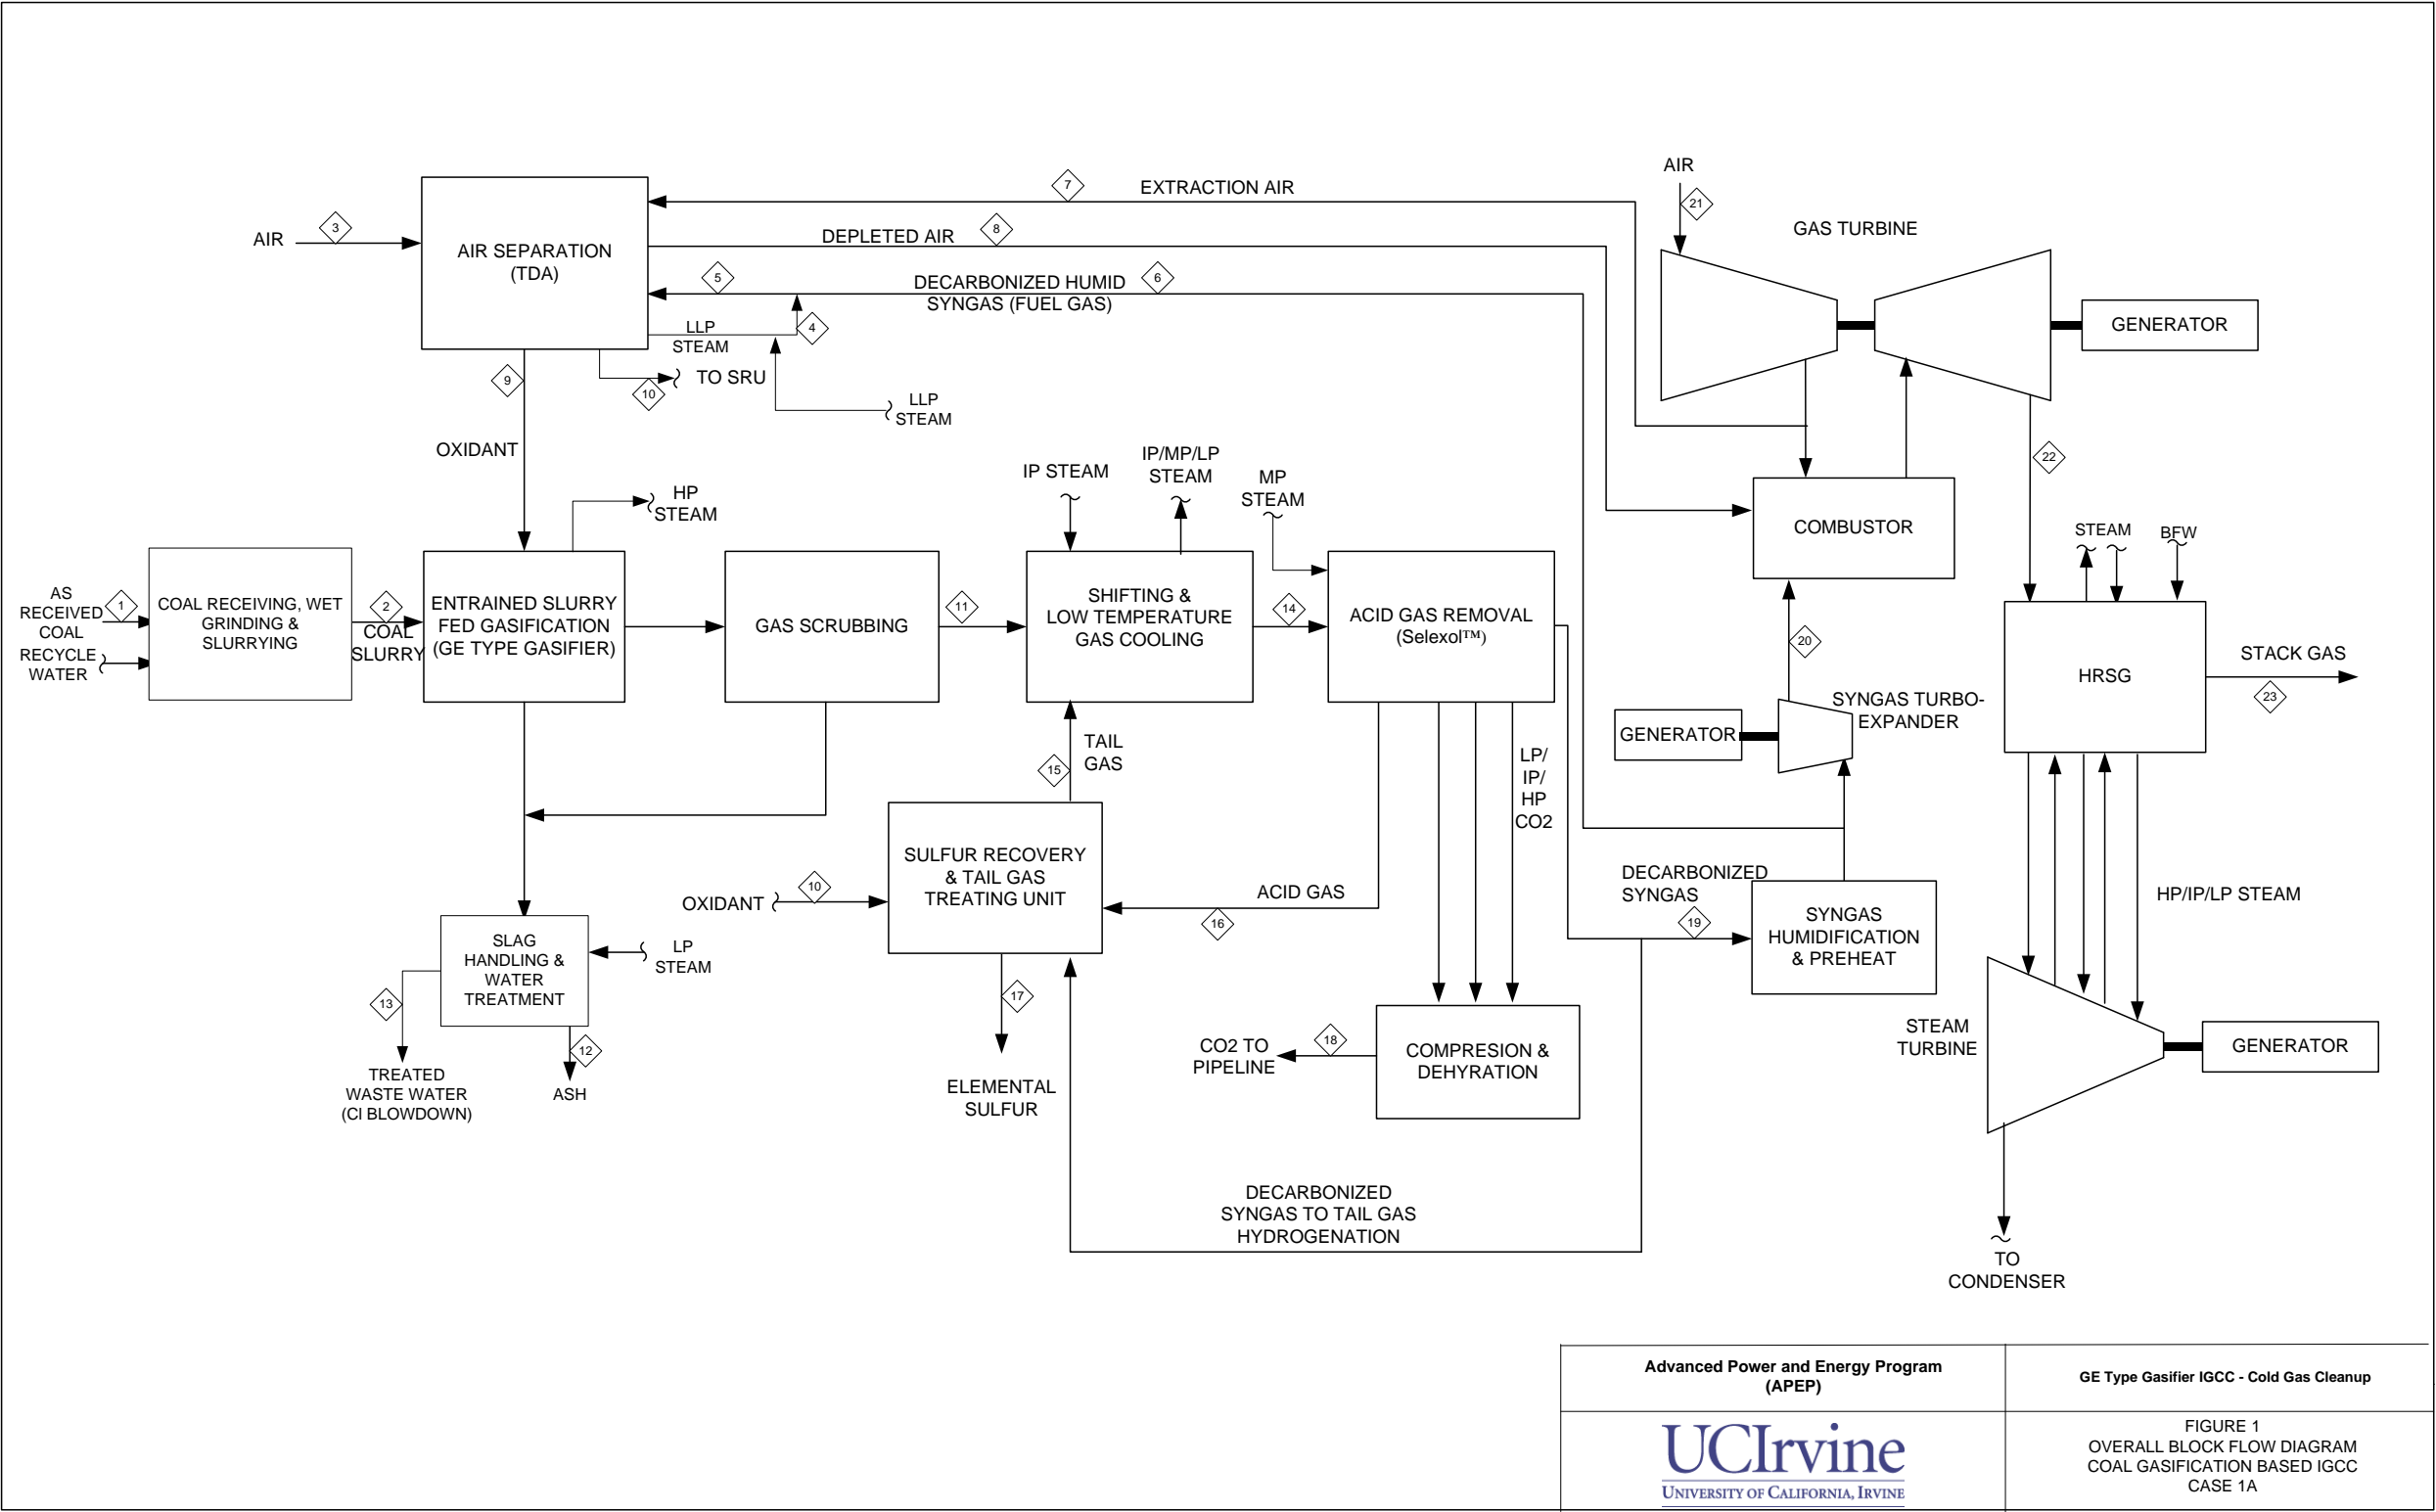 AIR
21
GAS TURBINE
7
EXTRACTION AIR
AIR
3
AIR SEPARATION
(TDA)
DEPLETED AIR
8
5
DECARBONIZED HUMID
SYNGAS (FUEL GAS)
6
LLP
STEAM
4
GENERATOR
9
10
TO SRU
LLP
STEAM
OXIDANT
HP
STEAM
IP STEAM
IP/MP/LP
STEAM
MP
STEAM
COMBUSTOR
22
STEAM
BFW
AS
RECEIVED
COAL
1
RECYCLE
WATER
COAL RECEIVING, WET
GRINDING &
SLURRYING
2
COAL
SLURRY
ENTRAINED SLURRY
FED GASIFICATION
(GE TYPE GASIFIER)
GAS SCRUBBING
11
SHIFTING &
LOW TEMPERATURE
GAS COOLING
14
ACID GAS REMOVAL
(Selexol™)
20
HRSG
STACK GAS
23
GENERATOR
SYNGAS TURBO-
EXPANDER
TAIL
GAS
15
LP/
IP/
HP
CO2
SULFUR RECOVERY
& TAIL GAS
TREATING UNIT
OXIDANT
10
ACID GAS
16
DECARBONIZED
SYNGAS
19
SYNGAS
HUMIDIFICATION
& PREHEAT
HP/IP/LP STEAM
SLAG
HANDLING &
WATER
TREATMENT
LP
STEAM
13
12
TREATED
WASTE WATER
(Cl BLOWDOWN)
ASH
17
ELEMENTAL
SULFUR
CO2 TO
PIPELINE
18
COMPRESION &
DEHYRATION
STEAM
TURBINE
GENERATOR
DECARBONIZED
SYNGAS TO TAIL GAS
HYDROGENATION
TO
CONDENSER
Advanced Power and Energy Program
(APEP)
GE Type Gasifier IGCC - Cold Gas Cleanup
UCIrvine
UNIVERSITY OF CALIFORNIA, IRVINE
FIGURE 1
OVERALL BLOCK FLOW DIAGRAM
COAL GASIFICATION BASED IGCC
CASE 1A